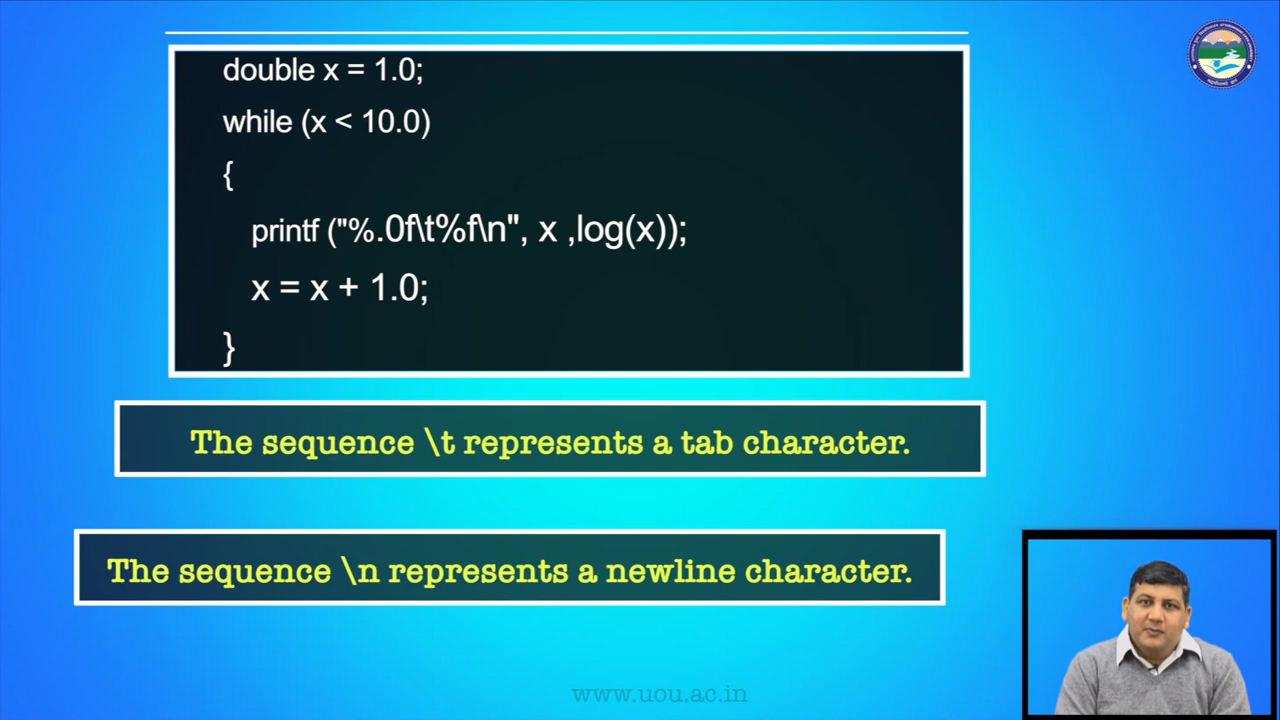 double x = 1.0;
while (x < 10.0)
{
printf ("%.0f\t%f\n", x ,log(x));
x = x + 1.0;
}
The sequence \t represents a tab character.
The sequence \n represents a newline character.
www.uou.ac.in